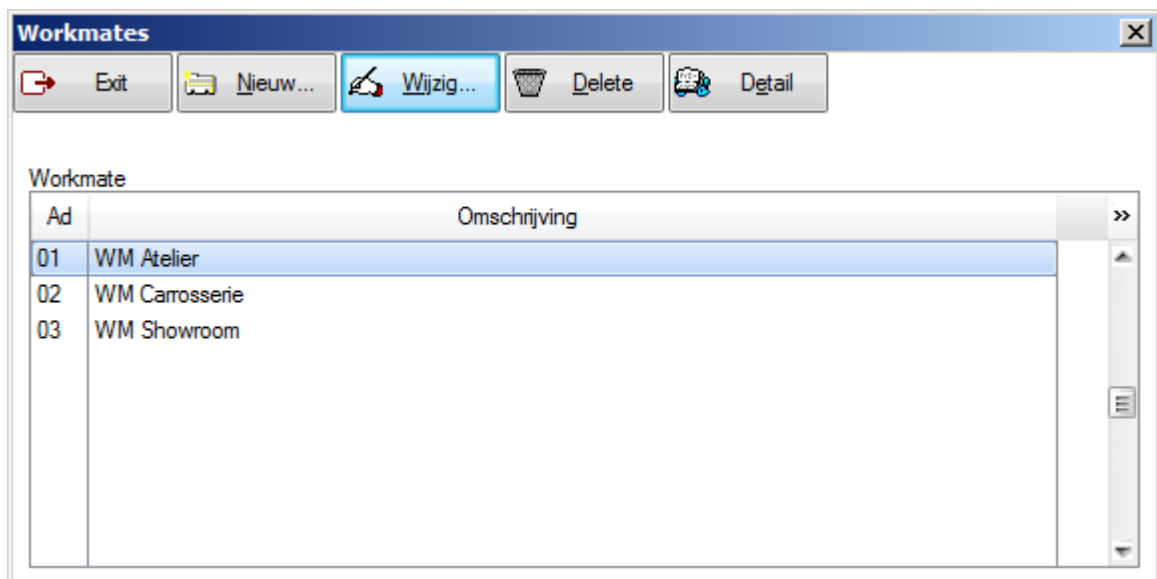 Workmates
Exit Nieuw... Wijzig... Delete Detail
Workmate
Ad Omschrijving »
01 WM Atelier
02 WM Carrosserie
03 WM Showroom